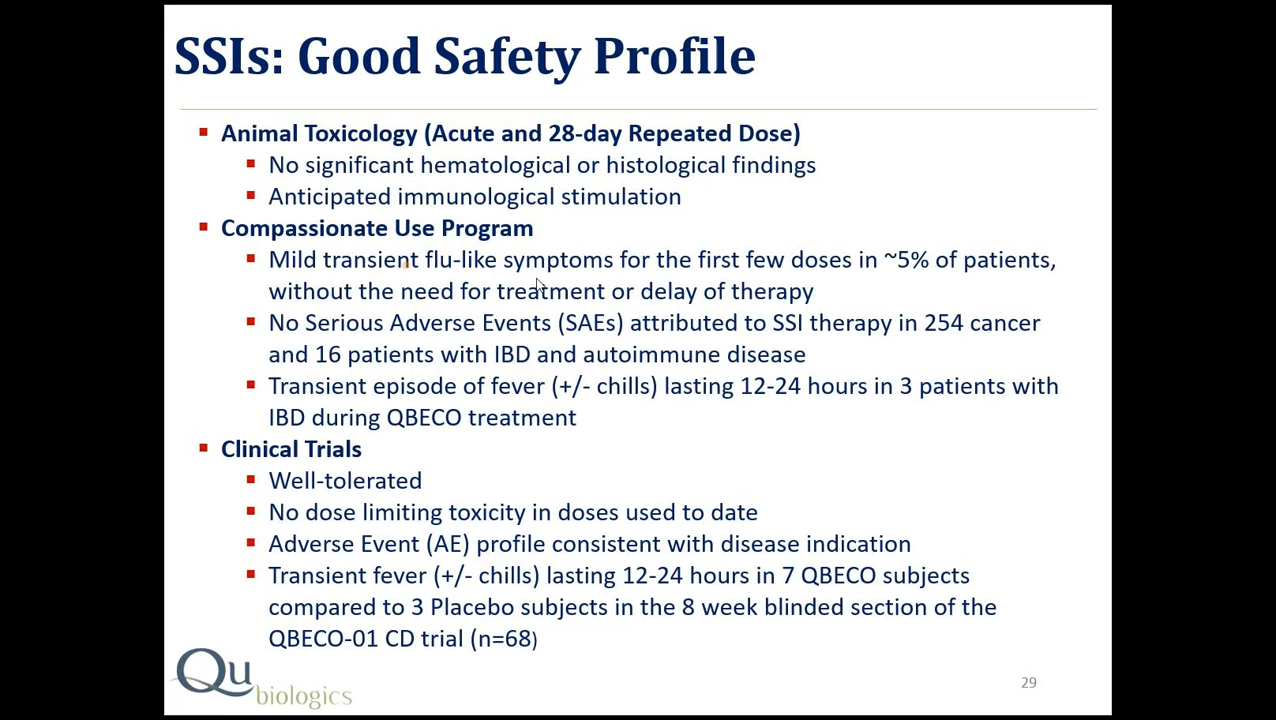 SSIs: Good Safety Profile
▪ Animal Toxicology (Acute and 28-day Repeated Dose)
▪ No significant hematological or histological findings
▪ Anticipated immunological stimulation
▪ Compassionate Use Program
▪ Mild transient flu-like symptoms for the first few doses in ~5% of patients,
without the need for treatment or delay of therapy
▪ No Serious Adverse Events (SAEs) attributed to SSI therapy in 254 cancer
and 16 patients with IBD and autoimmune disease
▪ Transient episode of fever (+/- chills) lasting 12-24 hours in 3 patients with
IBD during QBECO treatment
▪ Clinical Trials
▪ Well-tolerated
▪ No dose limiting toxicity in doses used to date
▪ Adverse Event (AE) profile consistent with disease indication
▪ Transient fever (+/- chills) lasting 12-24 hours in 7 QBECO subjects
compared to 3 Placebo subjects in the 8 week blinded section of the
QBECO-01 CD trial (n=68)
Qu
biologics
29